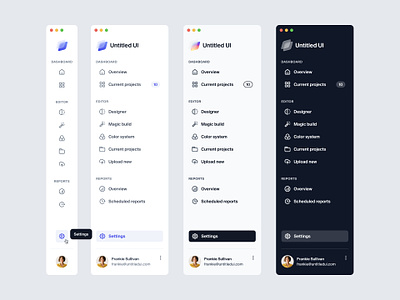 DASHBOARD
EDITOR
REPORTS
Settings
Untitled UI
DASHBOARD
Overview
Current projects 10
EDITOR
Designer
Magic build
Color system
Current projects
Upload new
REPORTS
Overview
Scheduled reports
Settings
Frankie Sullivan
frankie@untitledui.com
Untitled UI
DASHBOARD
Overview
Current projects 10
EDITOR
Designer
Magic build
Color system
Current projects
Upload new
REPORTS
Overview
Scheduled reports
Settings
Frankie Sullivan
frankie@untitledui.com
Untitled UI
DASHBOARD
Overview
Current projects 10
EDITOR
Designer
Magic build
Color system
Current projects
Upload new
REPORTS
Overview
Scheduled reports
Settings
Frankie Sullivan
frankie@untitledui.com